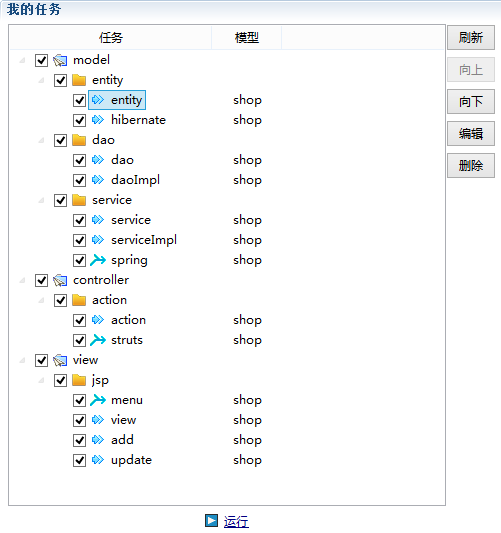 我的任务
任务 模型
刷新
model
向上
entity
entity shop
向下
hibernate shop
编辑
dao
dao shop
删除
daoImpl shop
service
service shop
serviceImpl shop
spring shop
controller
action
action shop
struts shop
view
jsp
menu shop
view shop
add shop
update shop
运行